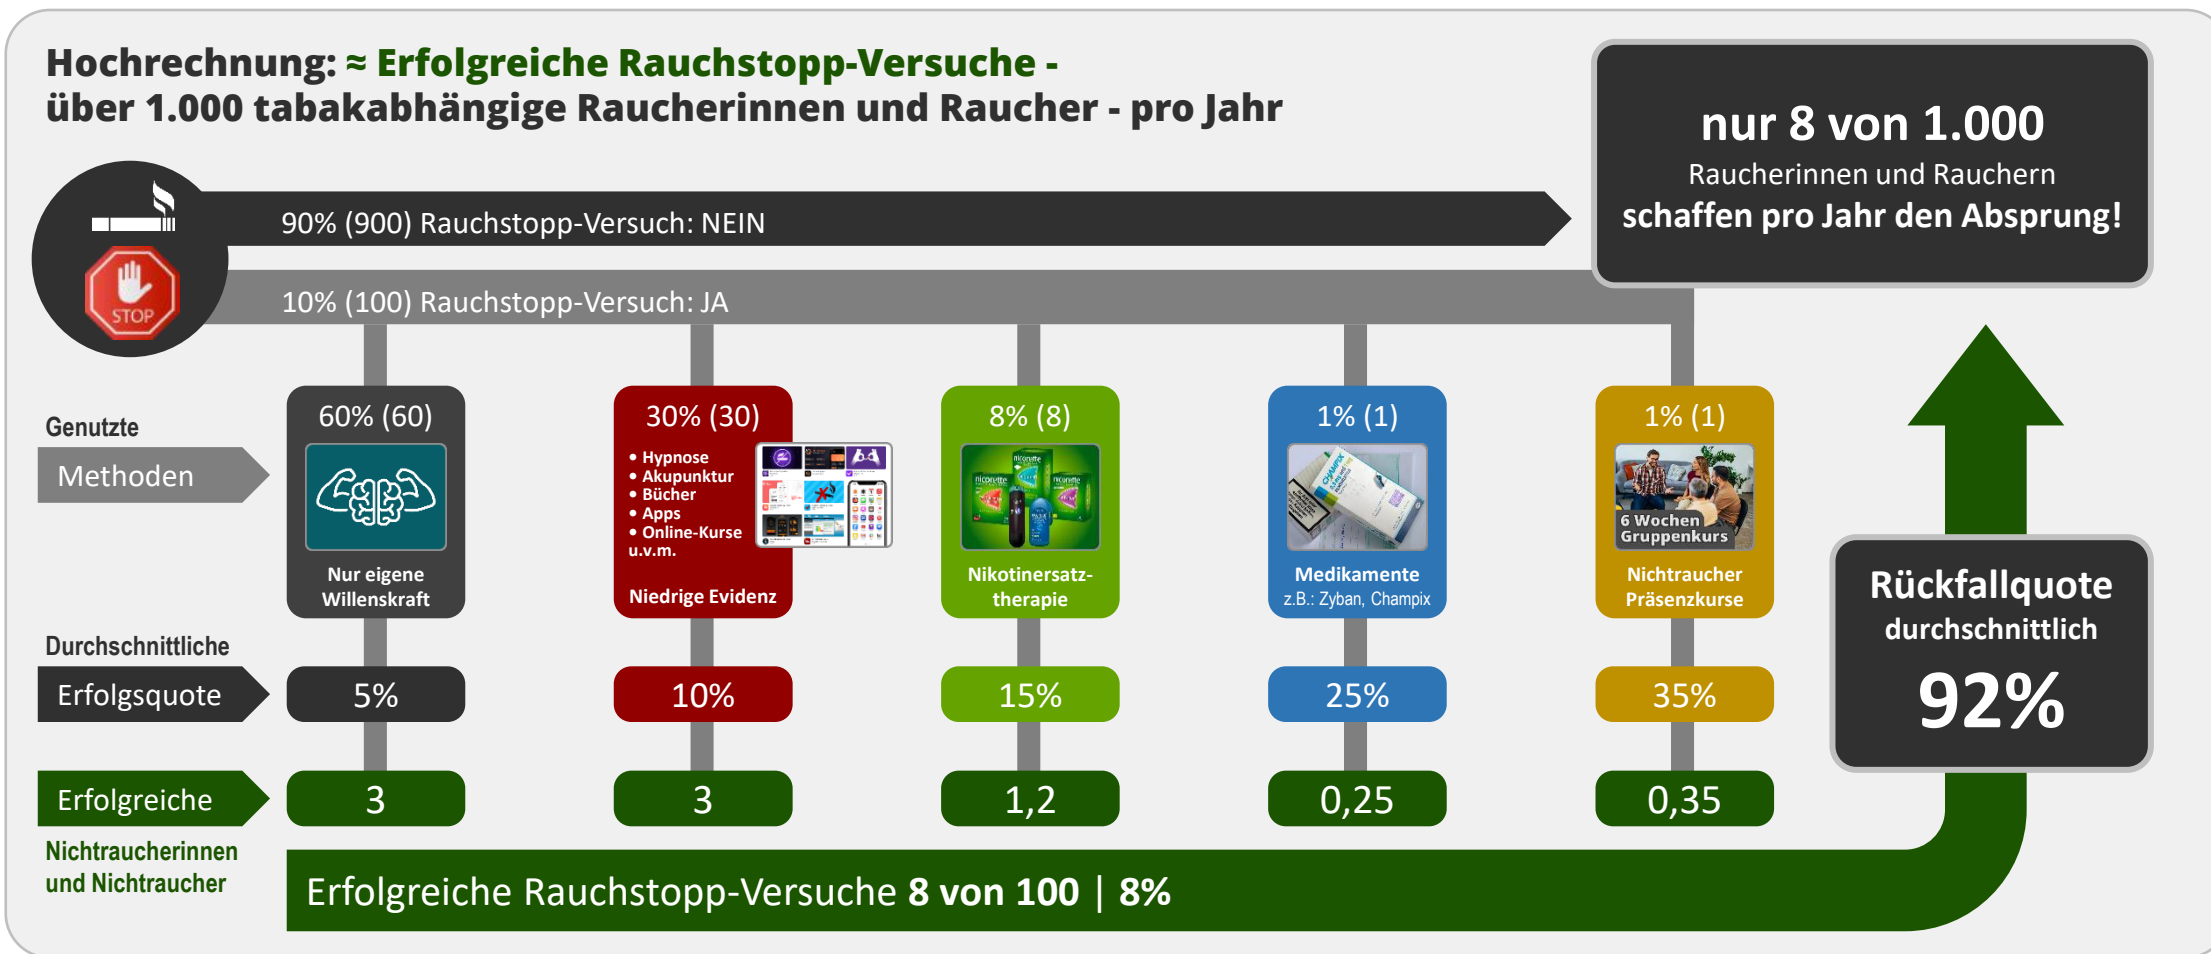 Hochrechnung: ≈ Erfolgreiche Rauchstopp-Versuche -
über 1.000 tabakabhängige Raucherinnen und Raucher - pro Jahr
nur 8 von 1.000
Raucherinnen und Rauchern
schaffen pro Jahr den Absprung!
90% (900) Rauchstopp-Versuch: NEIN
STOP
10% (100) Rauchstopp-Versuch: JA
Genutzte
Methoden
60% (60)
Nur eigene
Willenskraft
30% (30)
• Hypnose
• Akupunktur
• Bücher
• Apps
• Online-Kurse
u.v.m.
Niedrige Evidenz
8% (8)
nicorette
nicorette
nicorette
Nikotinersatz-
therapie
1% (1)
CHAMPIX
Medikamente
z.B.: Zyban, Champix
1% (1)
6 Wochen
Gruppenkurs
Nichtraucher
Präsenzkurse
Durchschnittliche
Erfolgsquote
5%
10%
15%
25%
35%
Rückfallquote
durchschnittlich
92%
Erfolgreiche
3
3
1,2
0,25
0,35
Nichtraucherinnen
und Nichtraucher
Erfolgreiche Rauchstopp-Versuche 8 von 100 | 8%